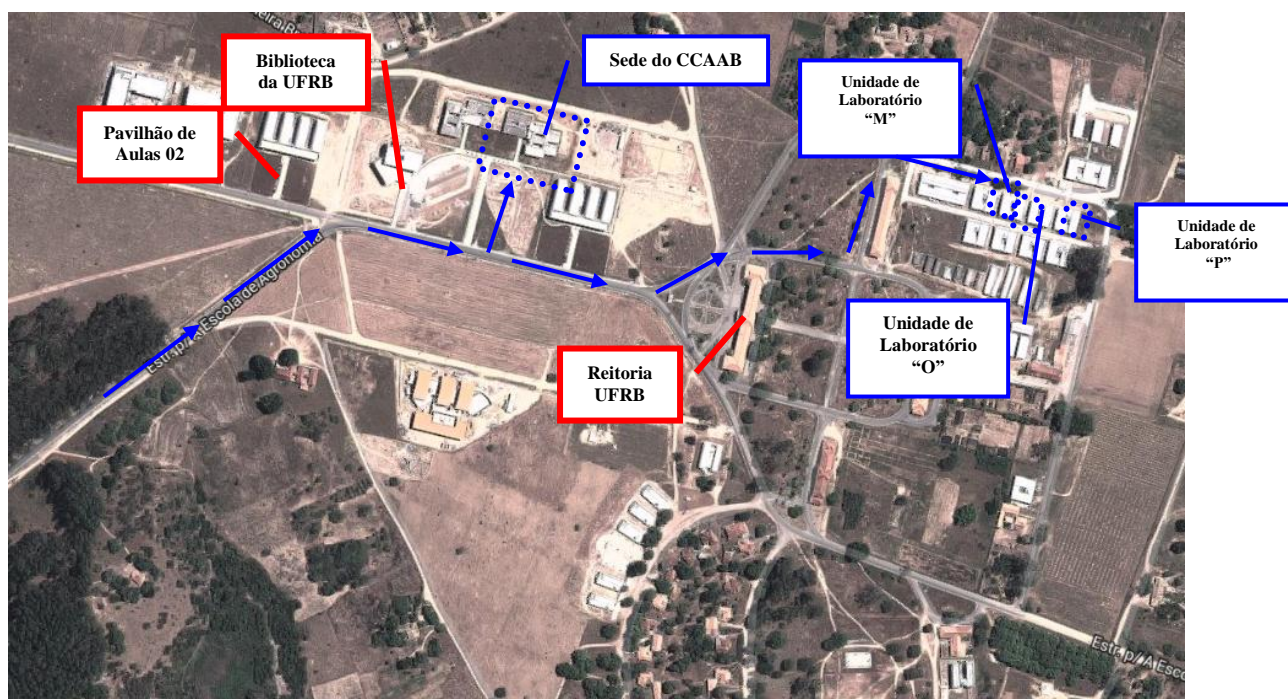 Biblioteca
da UFRB
Sede do CCAAB
Unidade de
Laboratório
“M”
Pavilhão de
Aulas 02
Unidade de
Laboratório
“P”
Estr. p/ A Escola de Agronomia
Unidade de
Laboratório
“O”
Reitoria
UFRB
Estr. p/ A Esco